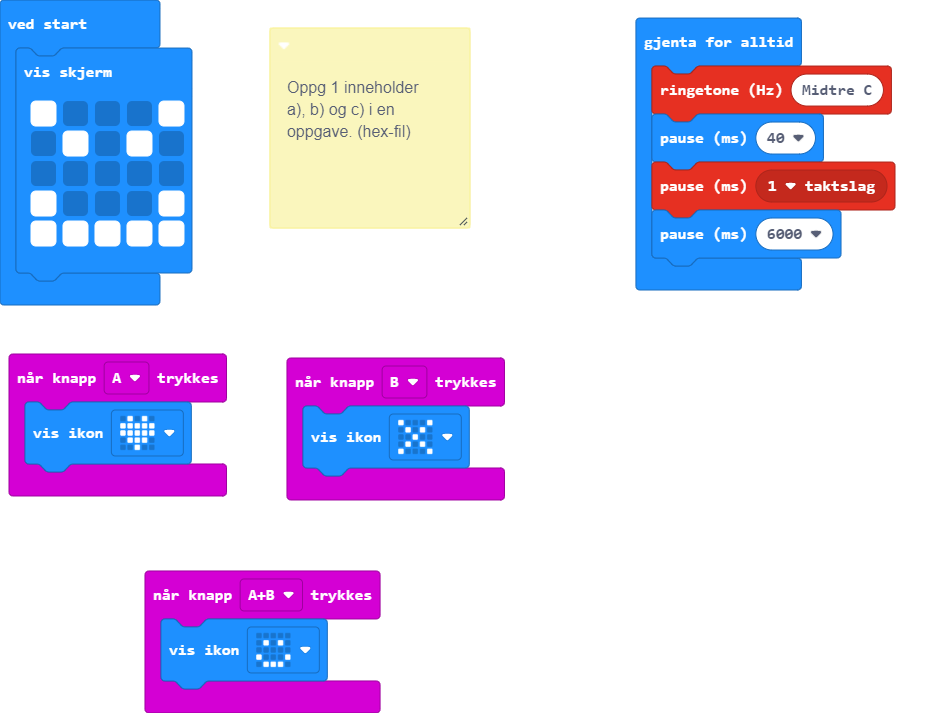 ved start
vis skjerm
Oppg 1 inneholder
a), b) og c) i en
oppgave. (hex-fil)
gjenta for alltid
ringetone (Hz) Midtre C
pause (ms) 40
pause (ms) 1 taktslag
pause (ms) 6000
når knapp A trykkes
vis ikon
når knapp B trykkes
vis ikon
når knapp A+B trykkes
vis ikon